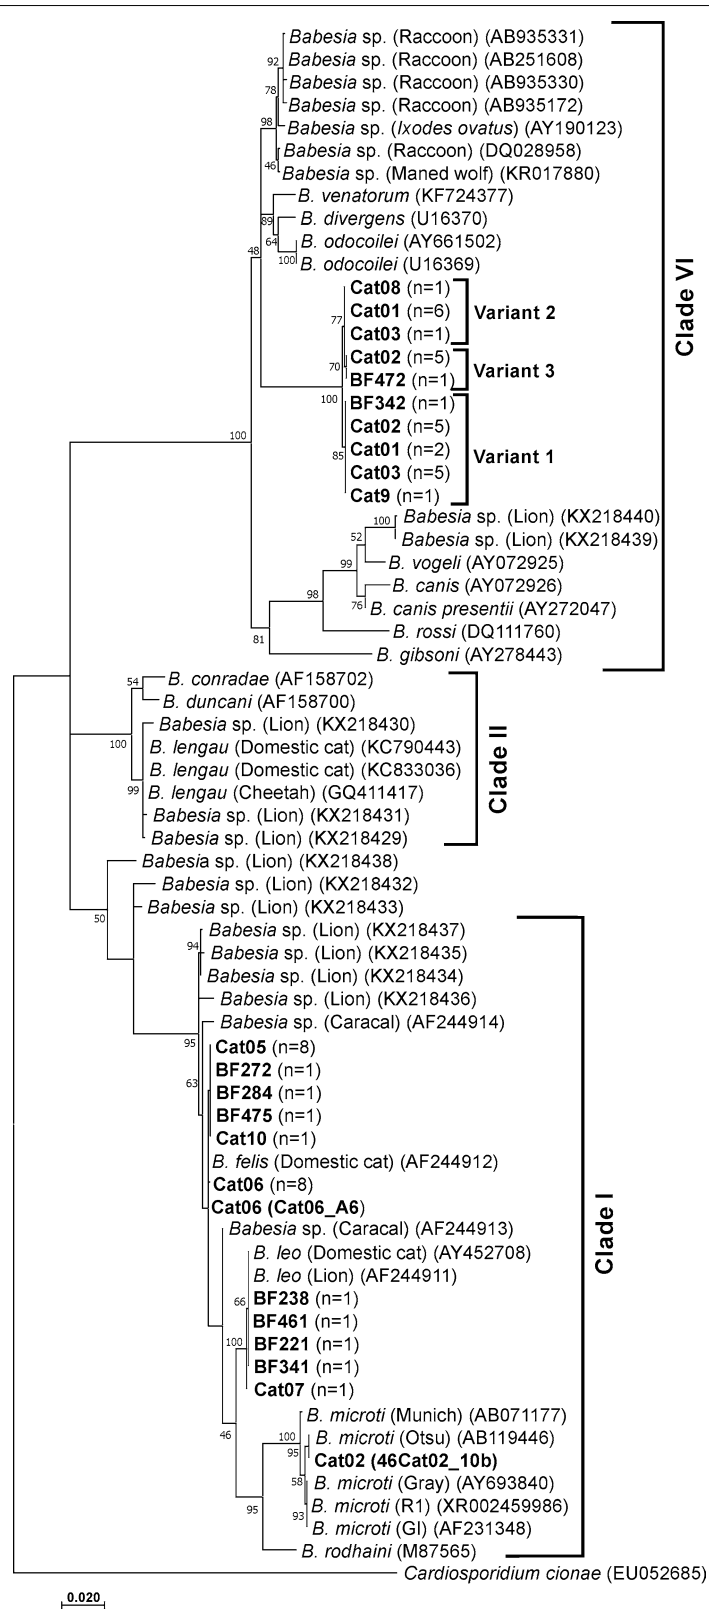 Babesia sp. (Raccoon) (AB935331)
Babesia sp. (Raccoon) (AB251608)
92
Babesia sp. (Raccoon) (AB935330)
78
Babesia sp. (Raccoon) (AB935172)
98
Babesia sp. (Ixodes ovatus) (AY190123)
Babesia sp. (Raccoon) (DQ028958)
46
Babesia sp. (Maned wolf) (KR017880)
B. venatorum (KF724377)
89
B. divergens (U16370)
64
B. odocoilei (AY661502)
48
100
B. odocoilei (U16369)
Cat08 (n=1)
Cat01 (n=6)
77
Cat03 (n=1)
Variant 2
Cat02 (n=5)
70
BF472 (n=1)
Variant 3
100
BF342 (n=1)
Cat02 (n=5)
Cat01 (n=2)
85
Cat03 (n=5)
Cat9 (n=1)
Variant 1
100
Babesia sp. (Lion) (KX218440)
100
Babesia sp. (Lion) (KX218439)
52
B. vogeli (AY072925)
99
B. canis (AY072926)
76
B. canis presentii (AY272047)
98
B. rossi (DQ111760)
81
B. gibsoni (AY278443)
Clade VI
B. conradae (AF158702)
54
B. duncani (AF158700)
Babesia sp. (Lion) (KX218430)
100
B. lengau (Domestic cat) (KC790443)
B. lengau (Domestic cat) (KC833036)
99
B. lengau (Cheetah) (GQ411417)
Babesia sp. (Lion) (KX218431)
Babesia sp. (Lion) (KX218429)
Clade II
Babesia sp. (Lion) (KX218438)
Babesia sp. (Lion) (KX218432)
Babesia sp. (Lion) (KX218433)
50
Babesia sp. (Lion) (KX218437)
94
Babesia sp. (Lion) (KX218435)
Babesia sp. (Lion) (KX218434)
Babesia sp. (Lion) (KX218436)
Babesia sp. (Caracal) (AF244914)
95
Cat05 (n=8)
BF272 (n=1)
63
BF284 (n=1)
BF475 (n=1)
Cat10 (n=1)
B. felis (Domestic cat) (AF244912)
Cat06 (n=8)
Cat06 (Cat06_A6)
Babesia sp. (Caracal) (AF244913)
B. leo (Domestic cat) (AY452708)
B. leo (Lion) (AF244911)
66
BF238 (n=1)
BF461 (n=1)
100
BF221 (n=1)
BF341 (n=1)
Cat07 (n=1)
B. microti (Munich) (AB071177)
46
100
B. microti (Otsu) (AB119446)
95
Cat02 (46Cat02_10b)
58
B. microti (Gray) (AY693840)
B. microti (R1) (XR002459986)
95
93
B. microti (GI) (AF231348)
B. rodhaini (M87565)
Clade I
Cardiosporidium cionae (EU052685)
0.020